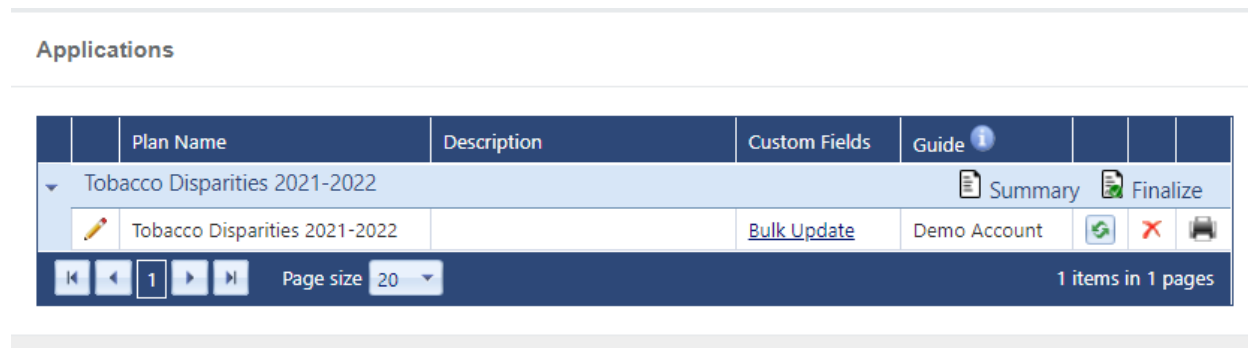 Applications
Plan Name Description Custom Fields Guide i
Tobacco Disparities 2021-2022 Summary Finalize
Tobacco Disparities 2021-2022 Bulk Update Demo Account
1 Page size 20 1 items in 1 pages